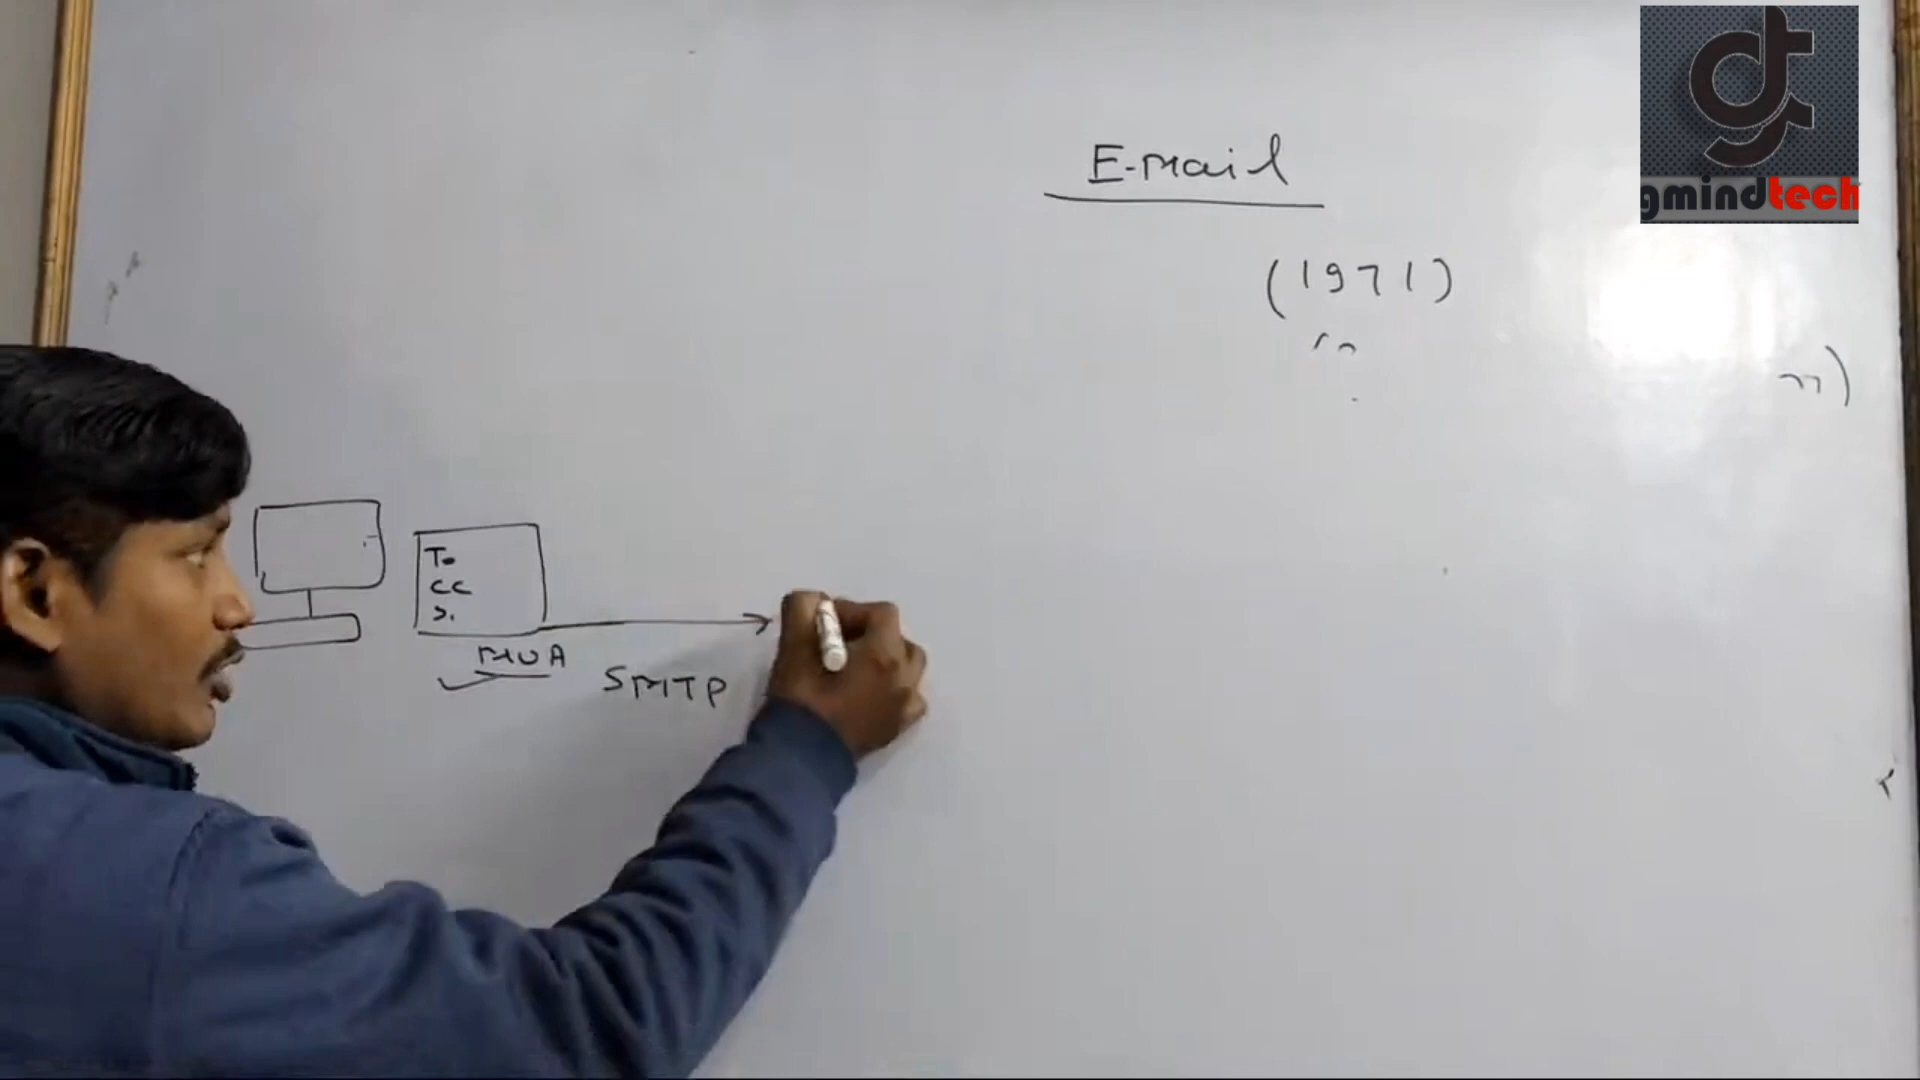 E-Mail
(1971)
To
CC
S.
MUA
SMTP
gmindtech